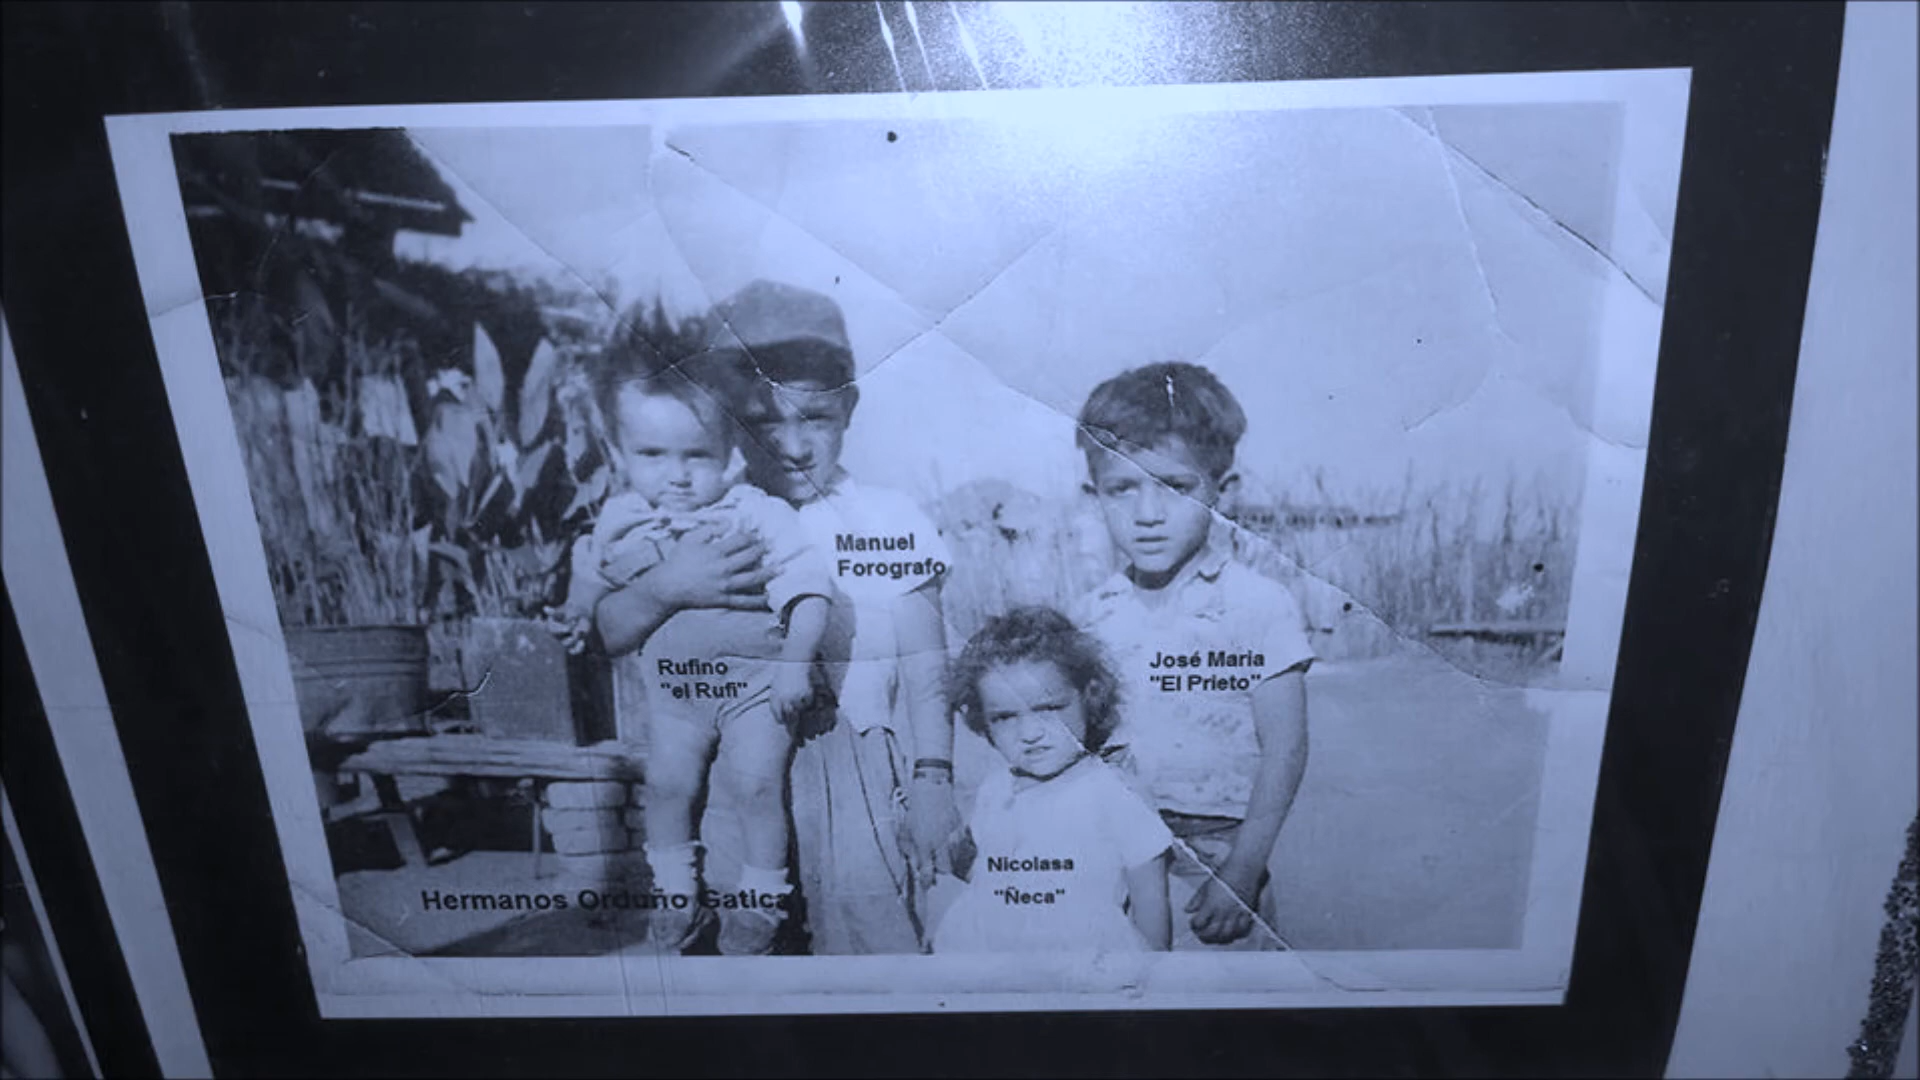 Manuel
Forografo
Rufino
"el Rufi"
José Maria
"El Prieto"
Nicolasa
"Ñeca"
Hermanos Orduño Gatica